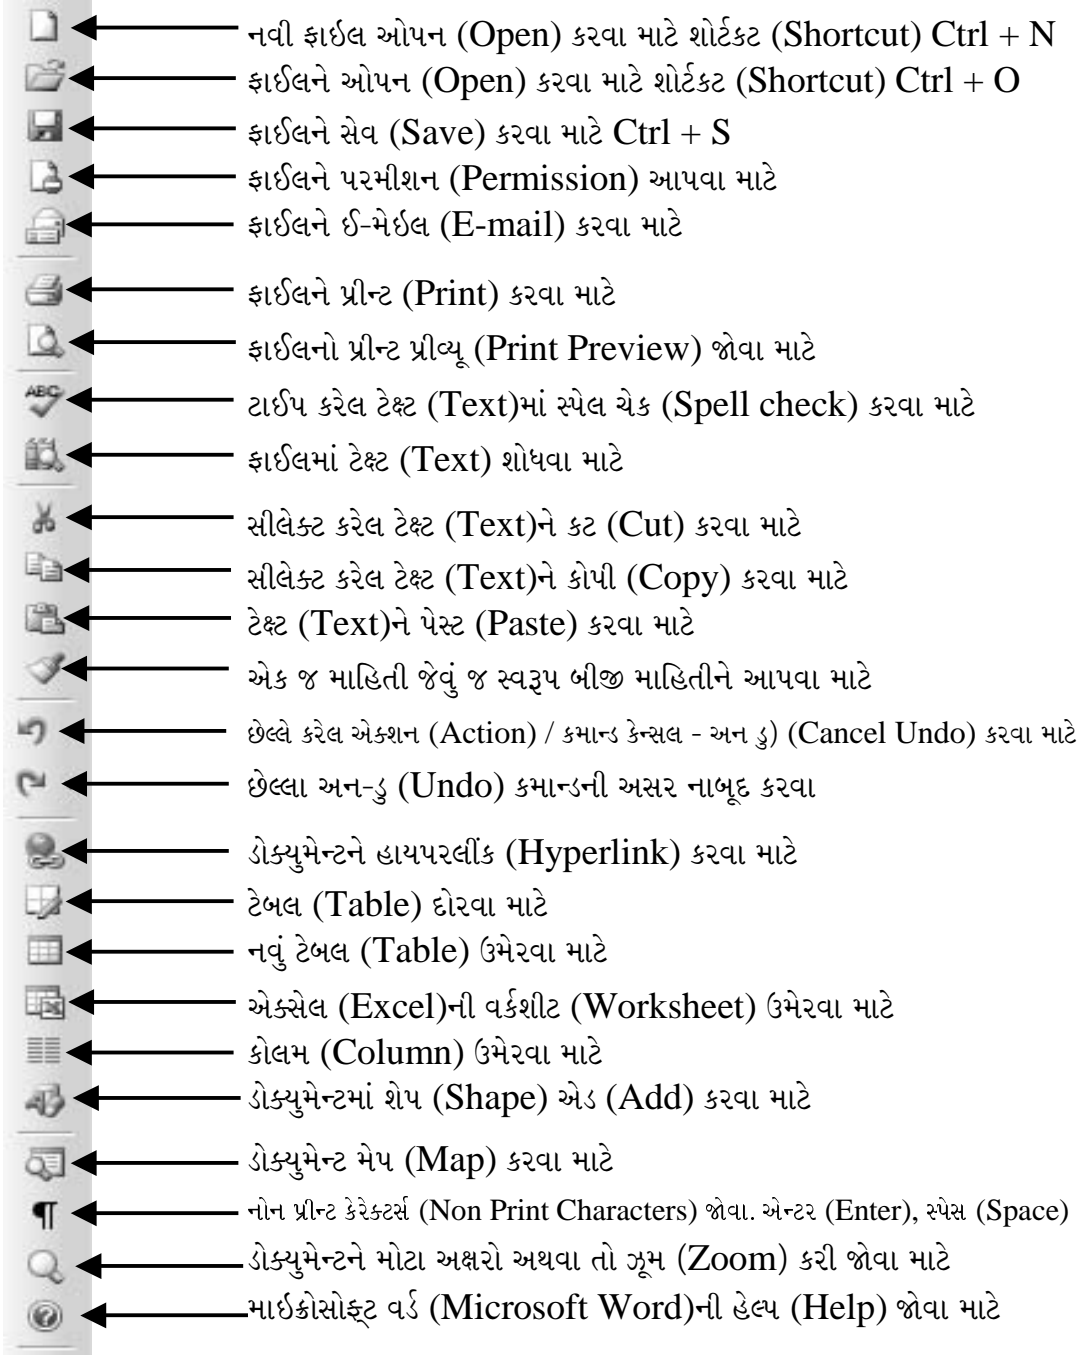 નવી ફાઇલ ઓપન (Open) કરવા માટે શોર્ટકટ (Shortcut) Ctrl + N
ફાઈલને ઓપન (Open) કરવા માટે શોર્ટકટ (Shortcut) Ctrl + O
ફાઈલને સેવ (Save) કરવા માટે Ctrl + S
ફાઈલને પરમીશન (Permission) આપવા માટે
ફાઈલને ઈ-મેઇલ (E-mail) કરવા માટે
ફાઈલને પ્રીન્ટ (Print) કરવા માટે
ફાઈલનો પ્રીન્ટ પ્રીવ્યૂ (Print Preview) જોવા માટે
ABC ટાઈપ કરેલ ટેક્ષ્ટ (Text)માં સ્પેલ ચેક (Spell check) કરવા માટે
ફાઈલમાં ટેક્ષ્ટ (Text) શોધવા માટે
સીલેક્ટ કરેલ ટેક્ષ્ટ (Text)ને કટ (Cut) કરવા માટે
સીલેક્ટ કરેલ ટેક્ષ્ટ (Text)ને કોપી (Copy) કરવા માટે
ટેક્ષ્ટ (Text)ને પેસ્ટ (Paste) કરવા માટે
એક જ માહિતી જેવું જ સ્વરૂપ બીજી માહિતીને આપવા માટે
છેલ્લે કરેલ એક્શન (Action) / કમાન્ડ કેન્સલ - અન ડુ) (Cancel Undo) કરવા માટે
છેલ્લા અન-ડુ (Undo) કમાન્ડની અસર નાબૂદ કરવા
ડોક્યુમેન્ટને હાયપરલીંક (Hyperlink) કરવા માટે
ટેબલ (Table) દોરવા માટે
નવું ટેબલ (Table) ઉમેરવા માટે
એક્સેલ (Excel)ની વર્કશીટ (Worksheet) ઉમેરવા માટે
કોલમ (Column) ઉમેરવા માટે
ડોક્યુમેન્ટમાં શેપ (Shape) એડ (Add) કરવા માટે
ડોક્યુમેન્ટ મેપ (Map) કરવા માટે
¶ નોન પ્રીન્ટ કેરેક્ટર્સ (Non Print Characters) જોવા. એન્ટર (Enter), સ્પેસ (Space)
ડોક્યુમેન્ટને મોટા અક્ષરો અથવા તો ઝૂમ (Zoom) કરી જોવા માટે
માઇક્રોસોફ્ટ વર્ડ (Microsoft Word)ની હેલ્પ (Help) જોવા માટે